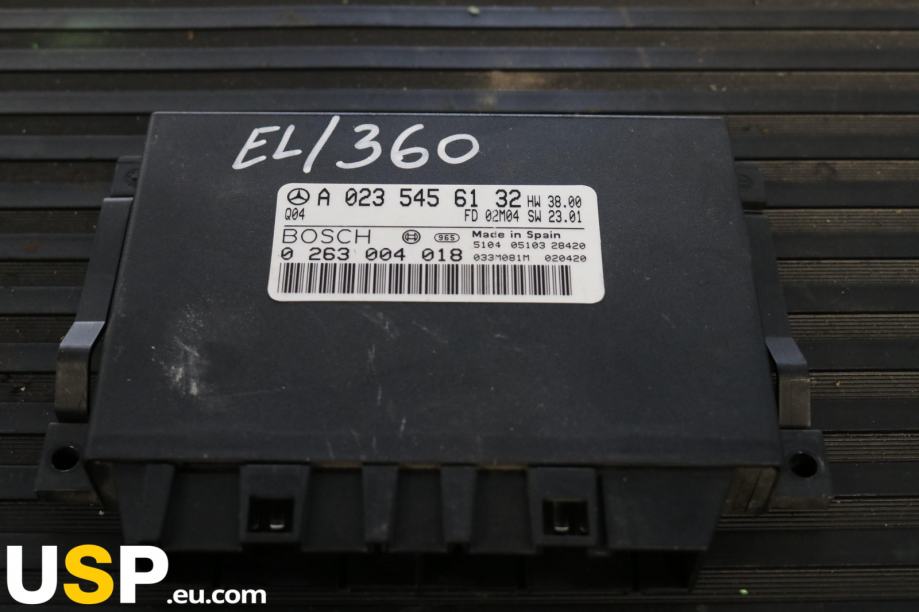 EL/360
A 023 545 61 32 HW 38.00
Q04 FD 02M04 SW 23.01
BOSCH 965 Made in Spain
5104 05103 28420
0 263 004 018 033M081M 020420
USP.eu.com